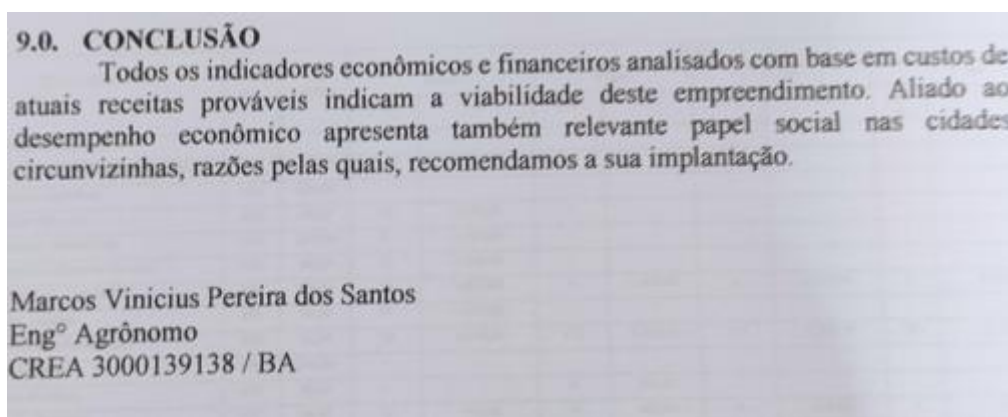 9.0. CONCLUSÃO
Todos os indicadores econômicos e financeiros analisados com base em custos de
atuais receitas prováveis indicam a viabilidade deste empreendimento. Aliado ao
desempenho econômico apresenta também relevante papel social nas cidades
circunvizinhas, razões pelas quais, recomendamos a sua implantação.
Marcos Vinicius Pereira dos Santos
Engº Agrônomo
CREA 3000139138 / BA